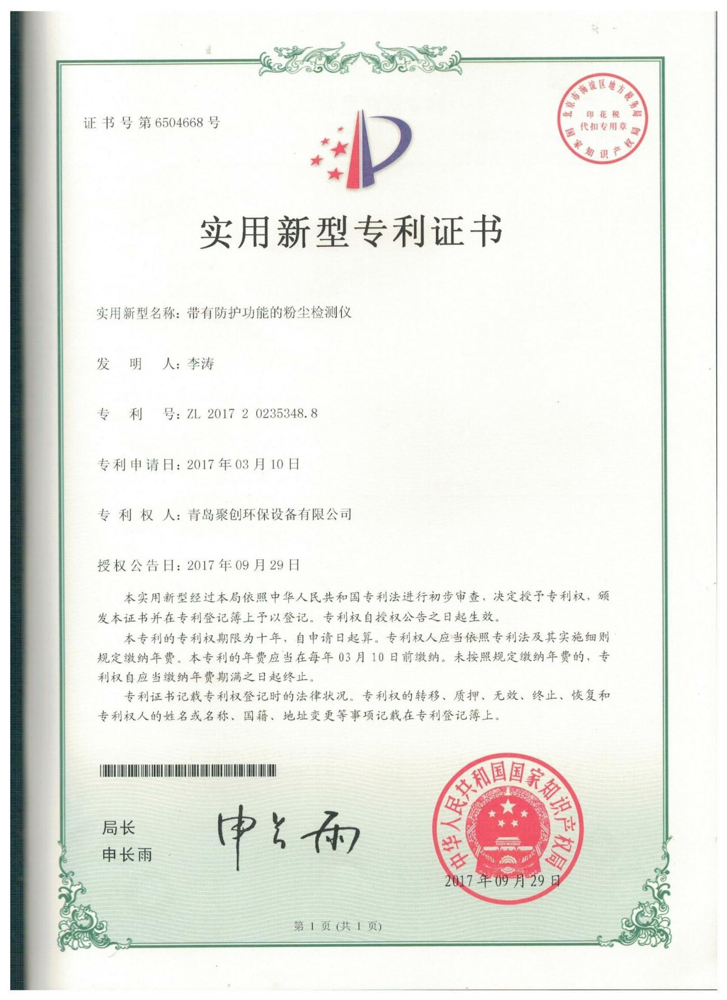 证书号第6504668号
北京市海淀区地方税务局
印花税
代扣专用章
国家知识产权局
实用新型专利证书
实用新型名称：带有防护功能的粉尘检测仪
发明人：李涛
专利号：ZL 2017 2 0235348.8
专利申请日：2017年03月10日
专利权人：青岛聚创环保设备有限公司
授权公告日：2017年09月29日
本实用新型经过本局依照中华人民共和国专利法进行初步审查，决定授予专利权，颁
发本证书并在专利登记簿上予以登记。专利权自授权公告之日起生效。
本专利的专利权期限为十年，自申请日起算。专利权人应当依照专利法及其实施细则
规定缴纳年费。本专利的年费应当在每年03月10日前缴纳。未按照规定缴纳年费的，专
利权自应当缴纳年费期满之日起终止。
专利证书记载专利权登记时的法律状况。专利权的转移、质押、无效、终止、恢复和
专利权人的姓名或名称、国籍、地址变更等事项记载在专利登记簿上。
局长
申长雨
申长雨
中华人民共和国国家知识产权局
2017年09月29日
第 1 页 (共 1 页)